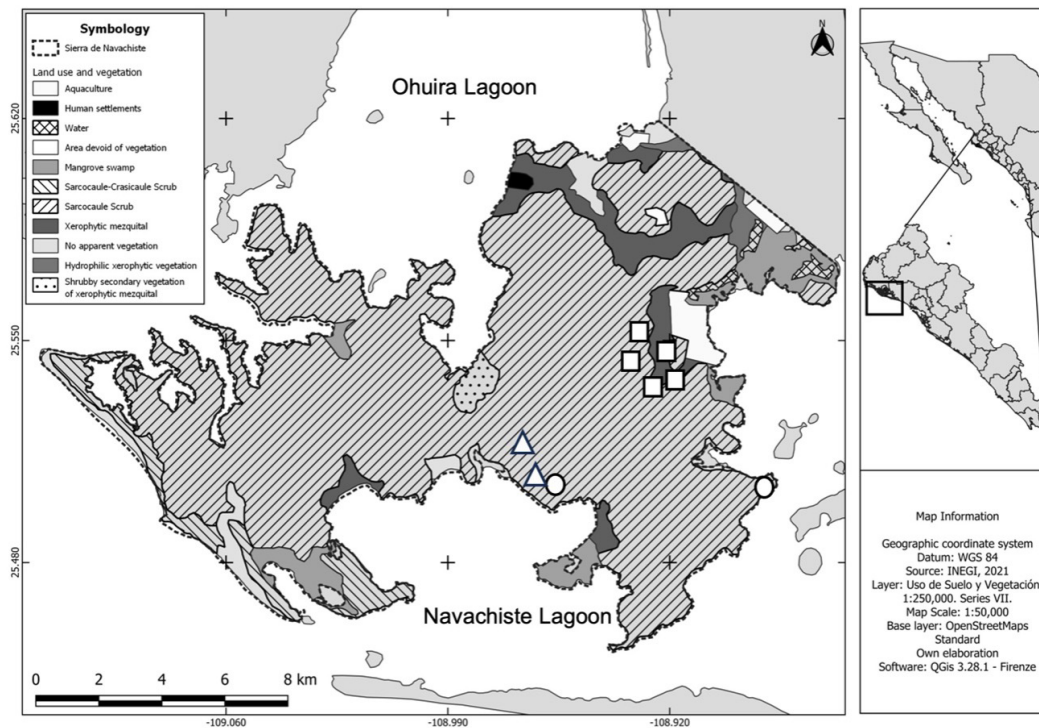 Symbology
Sierra de Navachiste
Land use and vegetation
Aquaculture
Human settlements
Water
Area devoid of vegetation
Mangrove swamp
Sarcocaule-Crasicaule Scrub
Sarcocaule Scrub
Xerophytic mezquital
No apparent vegetation
Hydrophilic xerophytic vegetation
Shrubby secondary vegetation
of xerophytic mezquital
Ohuira Lagoon
N
25.620
25.550
25.480
Navachiste Lagoon
0 2 4 6 8 km
-109.060 -108.990 -108.920
Map Information
Geographic coordinate system
Datum: WGS 84
Source: INEGI, 2021
Layer: Uso de Suelo y Vegetación
1:250,000. Series VII.
Map Scale: 1:50,000
Base layer: OpenStreetMaps
Standard
Own elaboration
Software: QGis 3.28.1 - Firenze